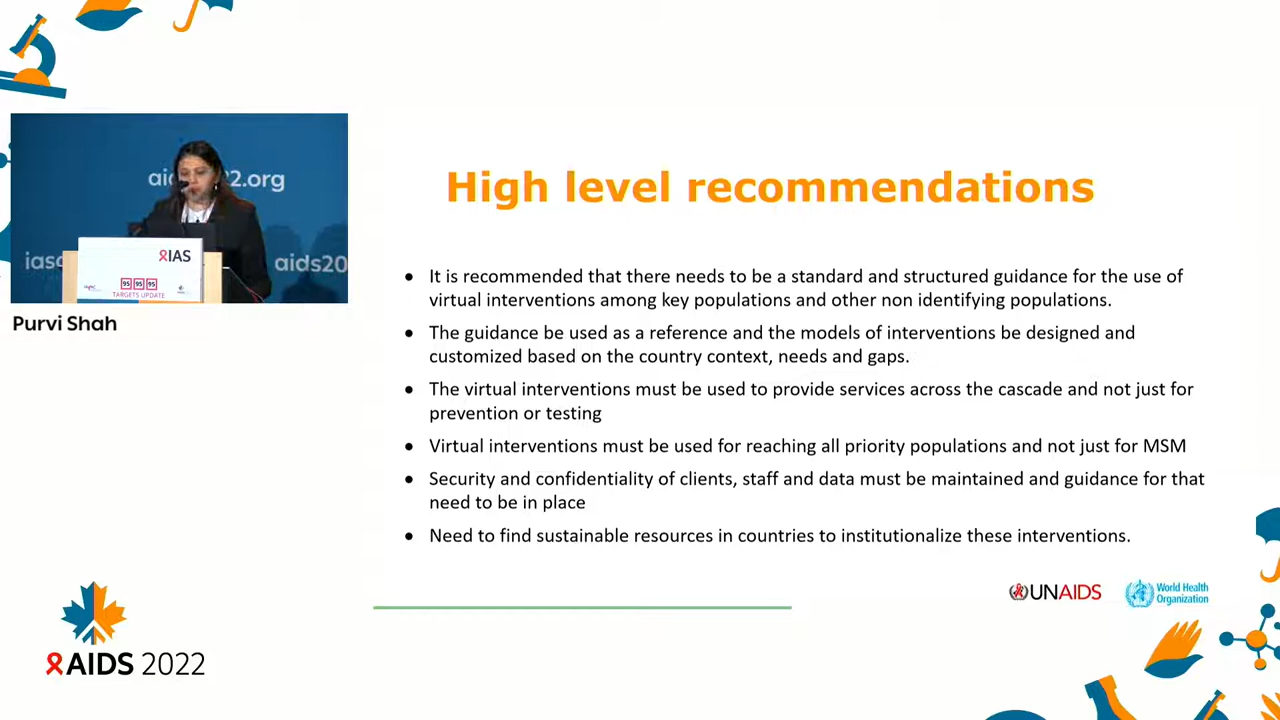 aids2022.org
IAS
95 95 95
TARGETS UPDATE
aids20
Purvi Shah
High level recommendations
• It is recommended that there needs to be a standard and structured guidance for the use of
virtual interventions among key populations and other non identifying populations.
• The guidance be used as a reference and the models of interventions be designed and
customized based on the country context, needs and gaps.
• The virtual interventions must be used to provide services across the cascade and not just for
prevention or testing
• Virtual interventions must be used for reaching all priority populations and not just for MSM
• Security and confidentiality of clients, staff and data must be maintained and guidance for that
need to be in place
• Need to find sustainable resources in countries to institutionalize these interventions.
UNAIDS
World Health
Organization
AIDS 2022